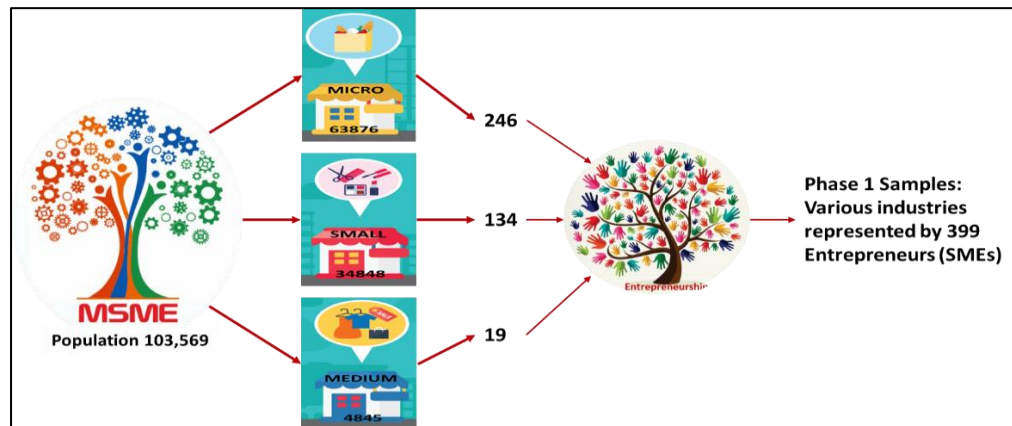 MSME
Population 103,569
MICRO
63876
SMALL
34848
SALE
MEDIUM
4845
246
134
19
Entrepreneurship
Phase 1 Samples:
Various industries
represented by 399
Entrepreneurs (SMEs)